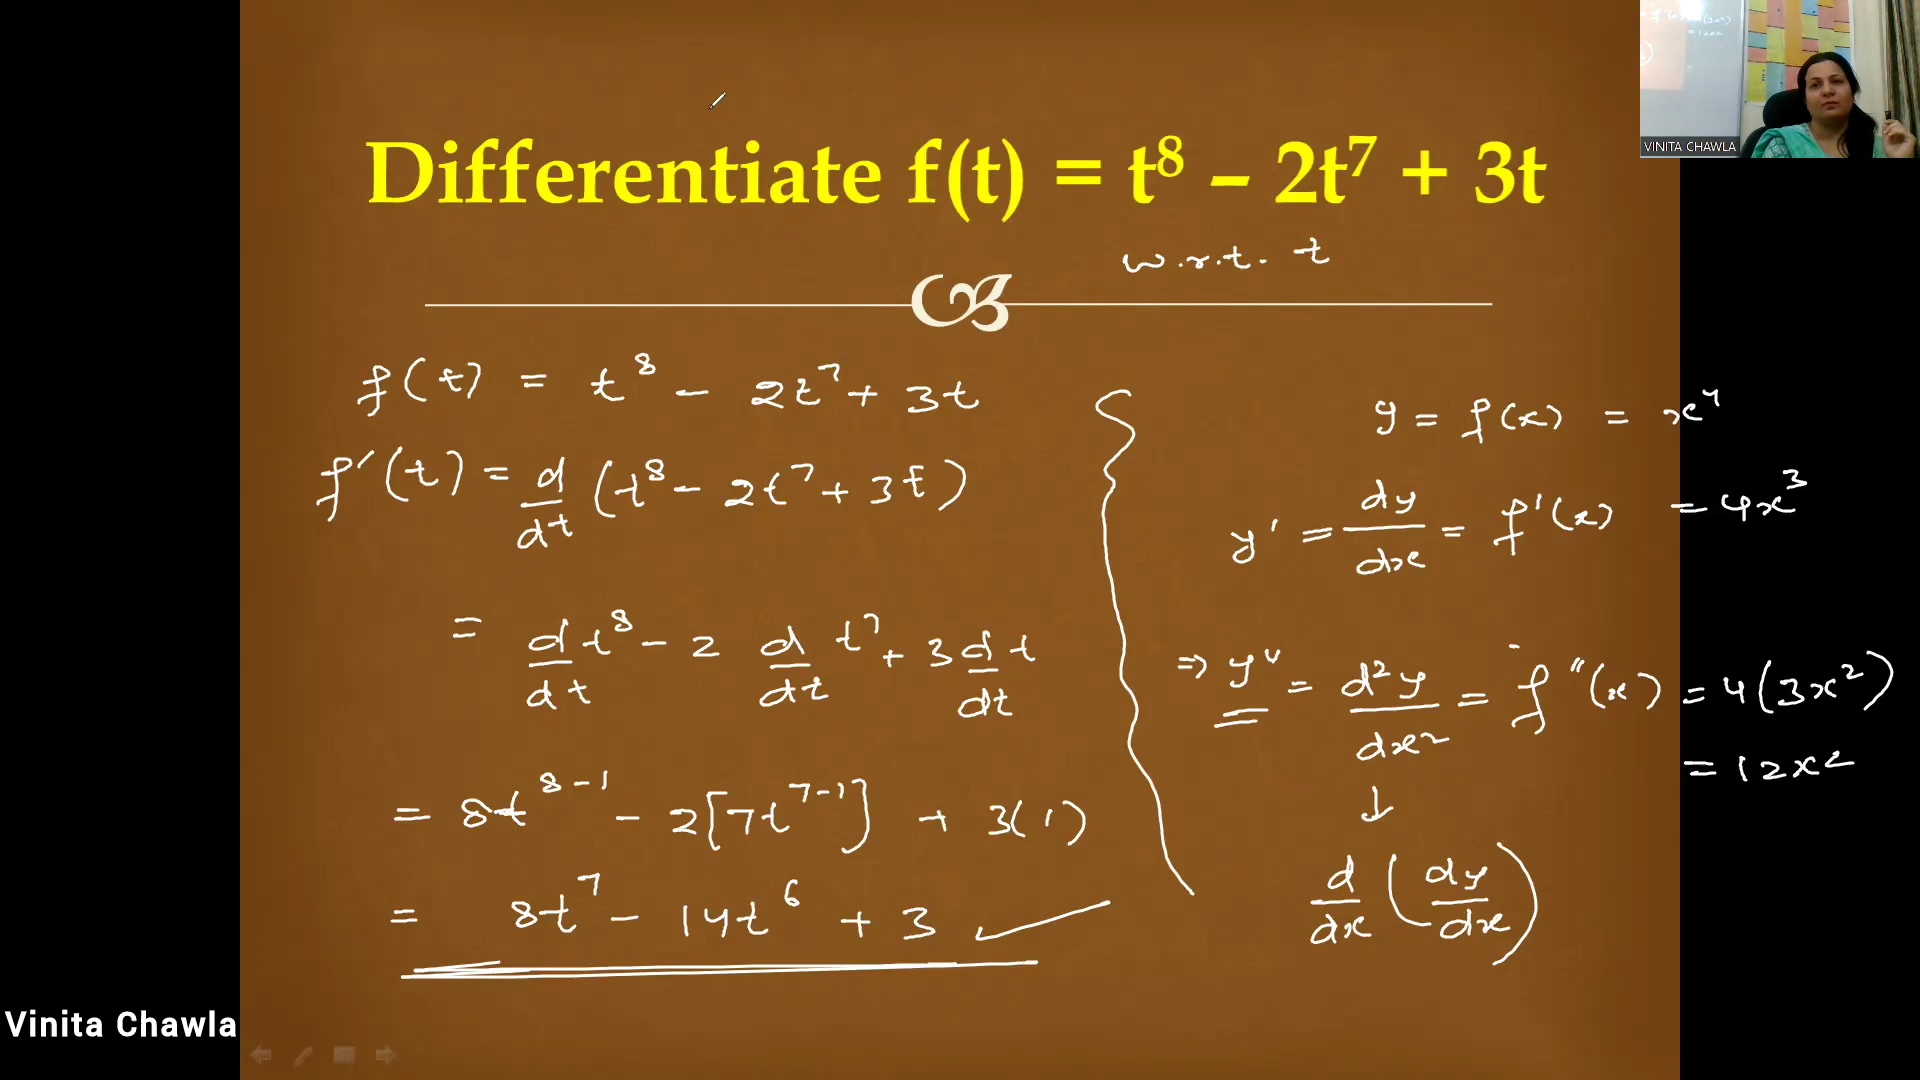 Differentiate f(t) = t⁸ – 2t⁷ + 3t
w.r.t. t
f(t) = t⁸ - 2t⁷ + 3t
f'(t) = d/dt (t⁸ - 2t⁷ + 3t)
= d/dt t⁸ - 2 d/dt t⁷ + 3 d/dt t
= 8t⁸⁻¹ - 2[7t⁷⁻¹] + 3(1)
= 8t⁷ - 14t⁶ + 3
y = f(x) = x⁴
y' = dy/dx = f'(x) = 4x³
⇒ y'' = d²y/dx² = f''(x) = 4(3x²)
= 12x²
↓
d/dx (dy/dx)
VINITA CHAWLA
Vinita Chawla